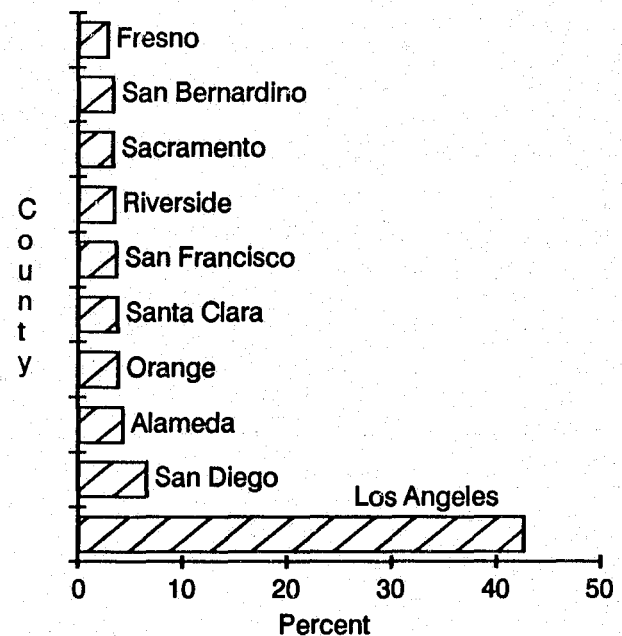 Fresno
San Bernardino
Sacramento
Riverside
County
San Francisco
Santa Clara
Orange
Alameda
San Diego
Los Angeles
0 10 20 30 40 50
Percent